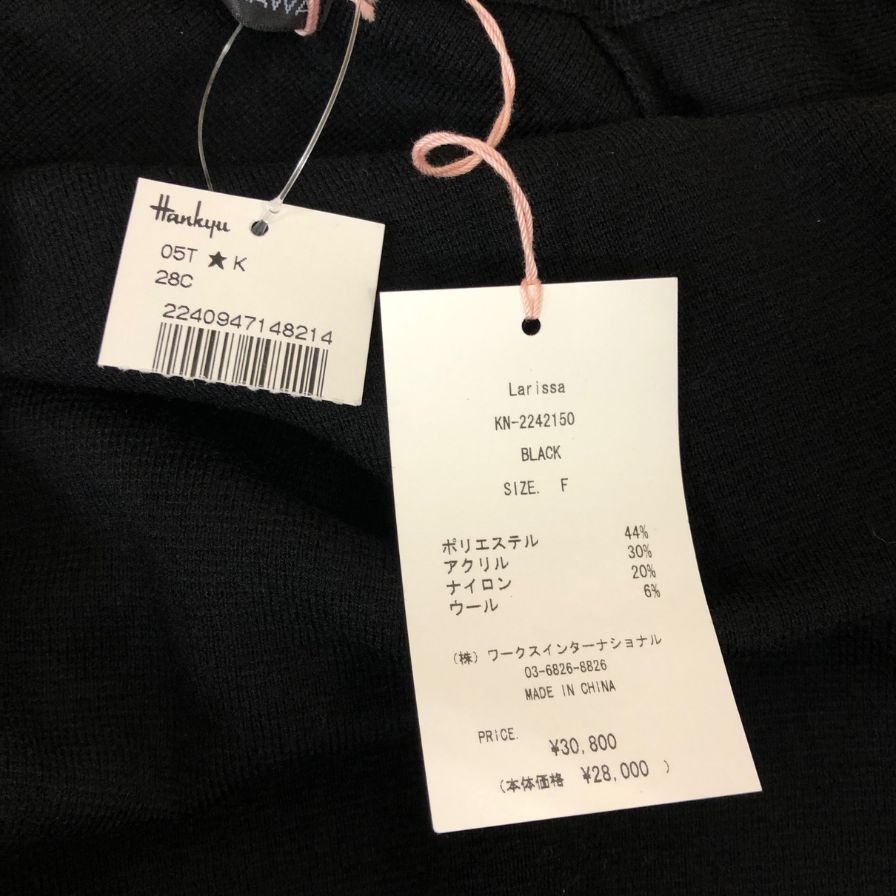 Hankyu
05T ★ K
28C
2240947148214
Larissa
KN-2242150
BLACK
SIZE. F
ポリエステル 44%
アクリル 30%
ナイロン 20%
ウール 6%
(株) ワークスインターナショナル
03-6826-8826
MADE IN CHINA
PRiCE. ¥30,800
(本体価格 ¥28,000 )